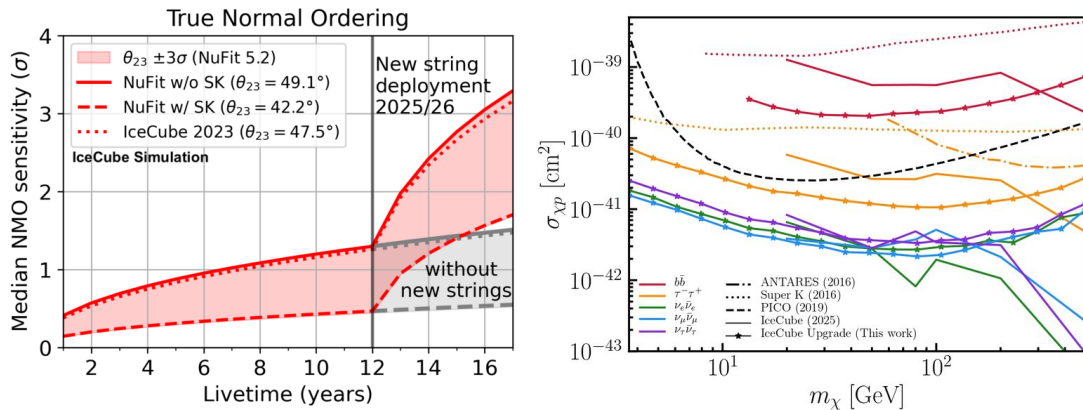 True Normal Ordering
Median NMO sensitivity (σ)
4
3
2
1
0
θ₂₃ ±3σ (NuFit 5.2)
NuFit w/o SK (θ₂₃ = 49.1°)
NuFit w/ SK (θ₂₃ = 42.2°)
IceCube 2023 (θ₂₃ = 47.5°)
IceCube Simulation
New string
deployment
2025/26
without
new strings
2 4 6 8 10 12 14 16
Livetime (years)
σχp [cm²]
10⁻³⁹
10⁻⁴⁰
10⁻⁴¹
10⁻⁴²
10⁻⁴³
bb̄
τ⁻τ⁺
νₑν̄ₑ
νμν̄μ
ντν̄τ
ANTARES (2016)
Super K (2016)
PICO (2019)
IceCube (2025)
IceCube Upgrade (This work)
10¹ 10²
mχ [GeV]